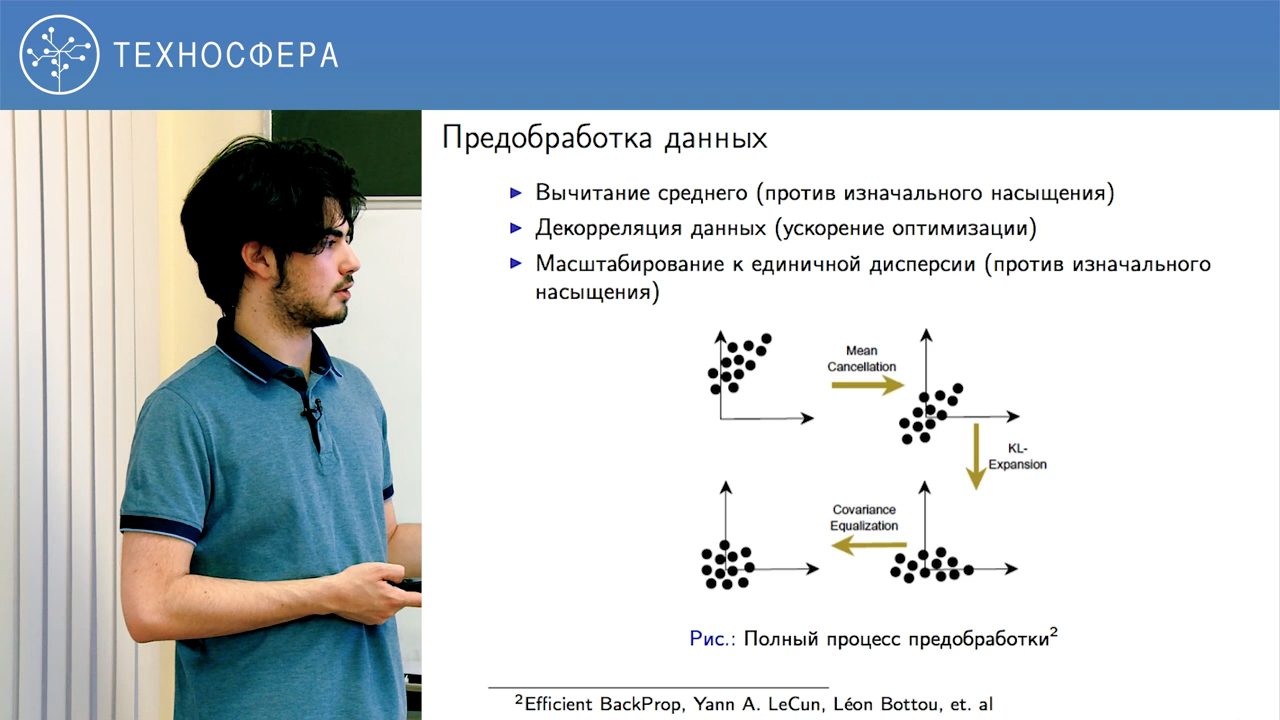 ТЕХНОСФЕРА
Предобработка данных
Вычитание среднего (против изначального насыщения)
Декорреляция данных (ускорение оптимизации)
Масштабирование к единичной дисперсии (против изначального
насыщения)
Mean
Cancellation
KL-
Expansion
Covariance
Equalization
Рис.: Полный процесс предобработки²
²Efficient BackProp, Yann A. LeCun, Léon Bottou, et. al